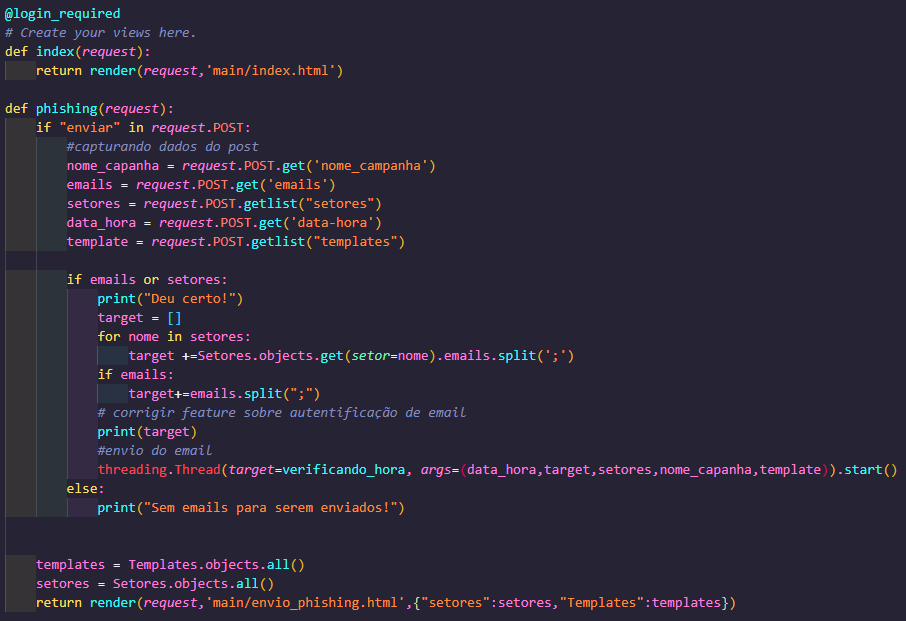 @login_required
# Create your views here.
def index(request):
return render(request,'main/index.html')
def phishing(request):
if "enviar" in request.POST:
#capturando dados do post
nome_capanha = request.POST.get('nome_campanha')
emails = request.POST.get('emails')
setores = request.POST.getlist("setores")
data_hora = request.POST.get('data-hora')
template = request.POST.getlist("templates")
if emails or setores:
print("Deu certo!")
target = []
for nome in setores:
target +=Setores.objects.get(setor=nome).emails.split(';')
if emails:
target+=emails.split(";")
# corrigir feature sobre autentificação de email
print(target)
#envio do email
threading.Thread(target=verificando_hora, args=(data_hora,target,setores,nome_capanha,template)).start()
else:
print("Sem emails para serem enviados!")
templates = Templates.objects.all()
setores = Setores.objects.all()
return render(request,'main/envio_phishing.html',{"setores":setores,"Templates":templates})